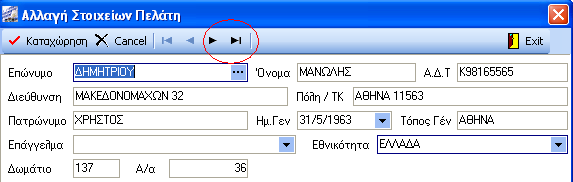 Αλλαγή Στοιχείων Πελάτη
Καταχώρηση Cancel Exit
Επώνυμο ΔΗΜΗΤΡΙΟΥ ... Όνομα ΜΑΝΩΛΗΣ Α.Δ.Τ Κ98165565
Διεύθυνση ΜΑΚΕΔΟΝΟΜΑΧΩΝ 32 Πόλη / ΤΚ ΑΘΗΝΑ 11563
Πατρώνυμο ΧΡΗΣΤΟΣ Ημ.Γεν 31/5/1963 Τόπος Γέν ΑΘΗΝΑ
Επάγγελμα Εθνικότητα ΕΛΛΑΔΑ
Δωμάτιο 137 Α/α 36